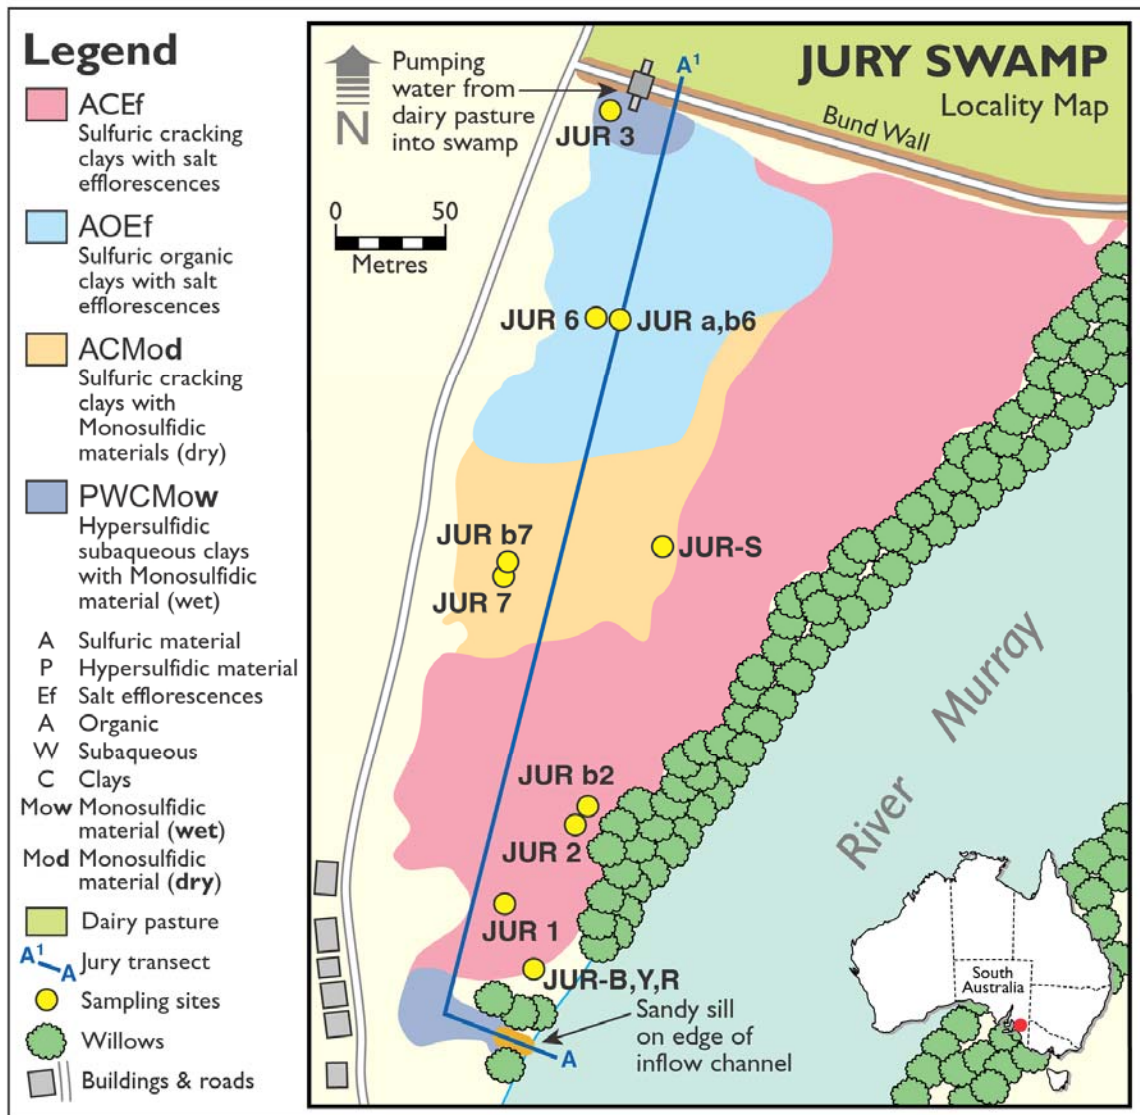 Legend
ACEf
Sulfuric cracking
clays with salt
efflorescences
AOEf
Sulfuric organic
clays with salt
efflorescences
ACMod
Sulfuric cracking
clays with
Monosulfidic
materials (dry)
PWCMow
Hypersulfidic
subaqueous clays
with Monosulfidic
material (wet)
A Sulfuric material
P Hypersulfidic material
Ef Salt efflorescences
A Organic
W Subaqueous
C Clays
Mow Monosulfidic
material (wet)
Mod Monosulfidic
material (dry)
Dairy pasture
A¹ A Jury transect
Sampling sites
Willows
Buildings & roads
JURY SWAMP
Locality Map
Pumping
water from
dairy pasture
into swamp
N
A¹
Bund Wall
JUR 3
0 50
Metres
JUR 6
JUR a,b6
JUR b7
JUR 7
JUR-S
River Murray
JUR b2
JUR 2
JUR 1
JUR-B,Y,R
Sandy sill
on edge of
inflow channel
A
South
Australia